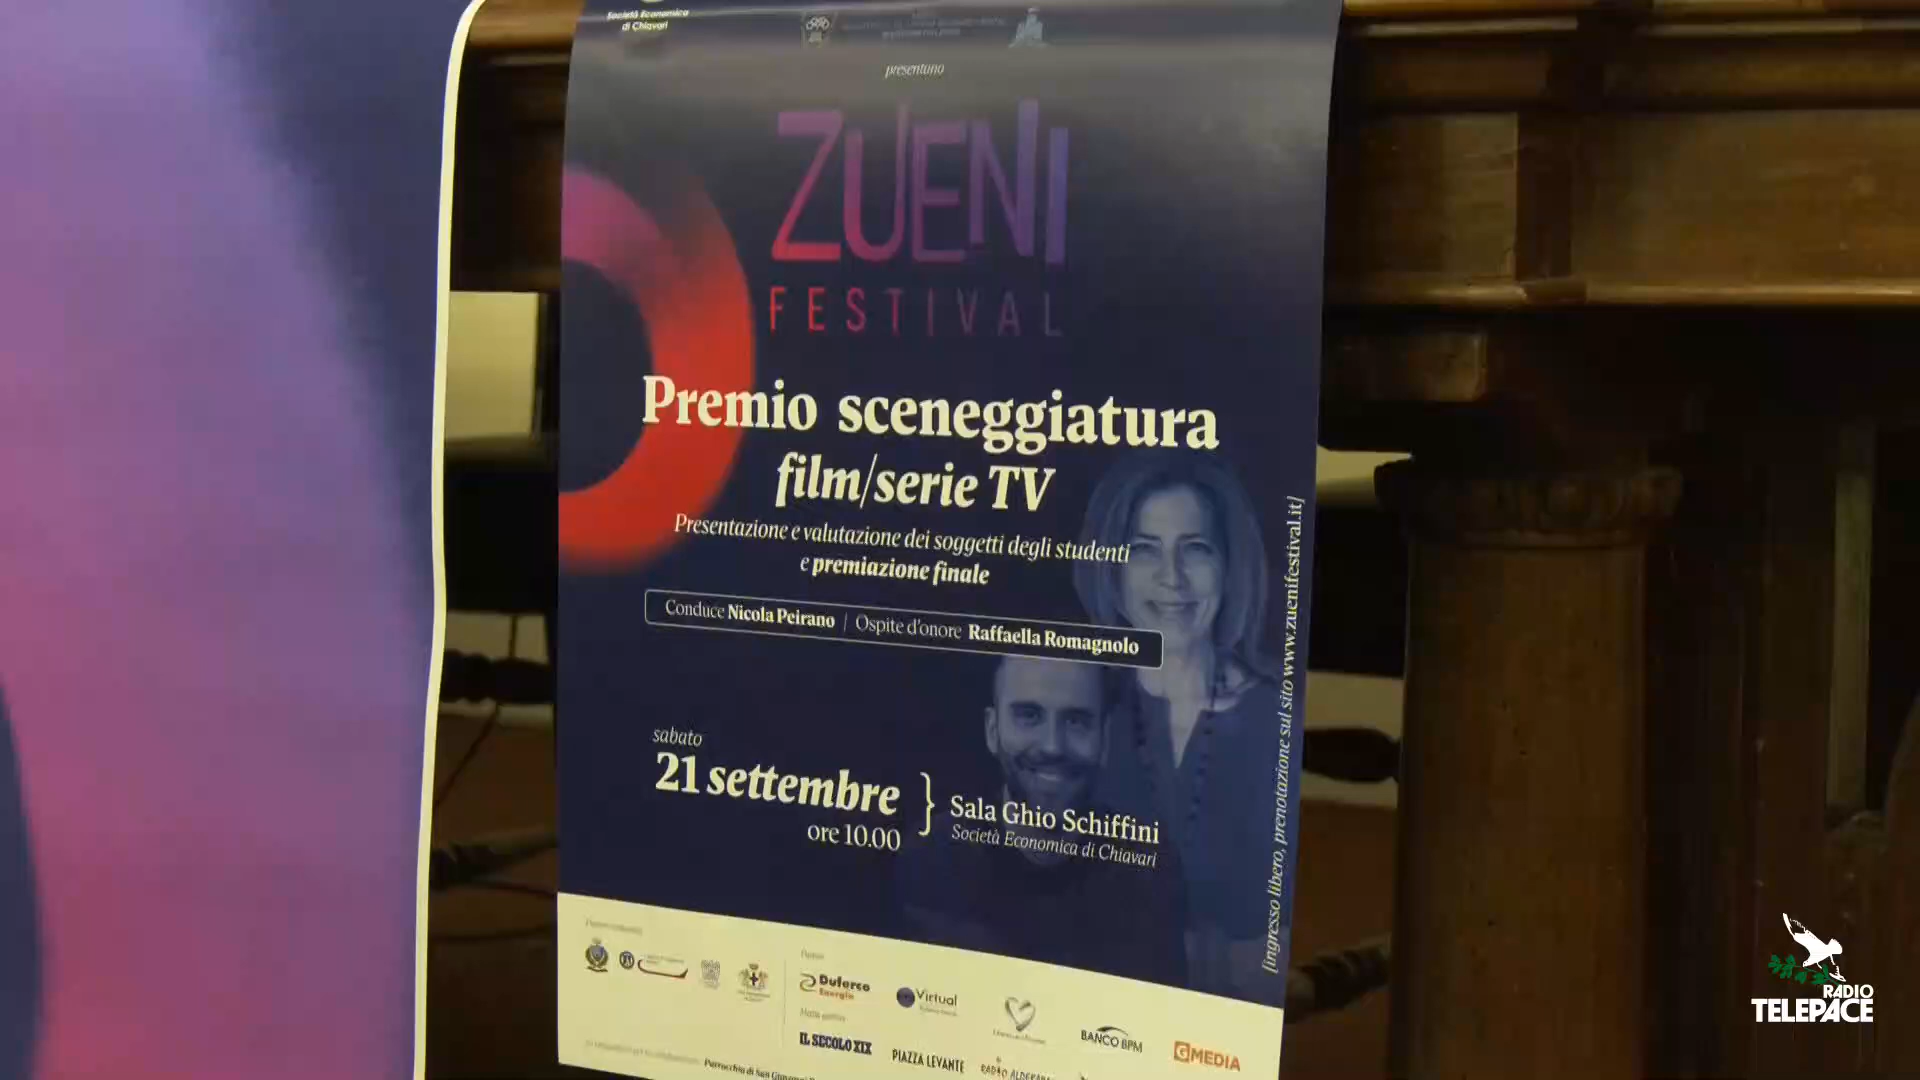 Società Economica
di Chiavari
presentano
ZUENI
FESTIVAL
Premio sceneggiatura
film/serie TV
Presentazione e valutazione dei soggetti degli studenti
e premiazione finale
Conduce Nicola Peirano | Ospite d'onore Raffaella Romagnolo
sabato
21 settembre
ore 10.00
Sala Ghio Schiffini
Società Economica di Chiavari
[ingresso libero, prenotazione sul sito www.zuenifestival.it]
Duferco
Energia
Virtual
BANCO BPM
GMEDIA
IL SECOLO XIX
PIAZZA LEVANTE
RADIO
TELEPACE